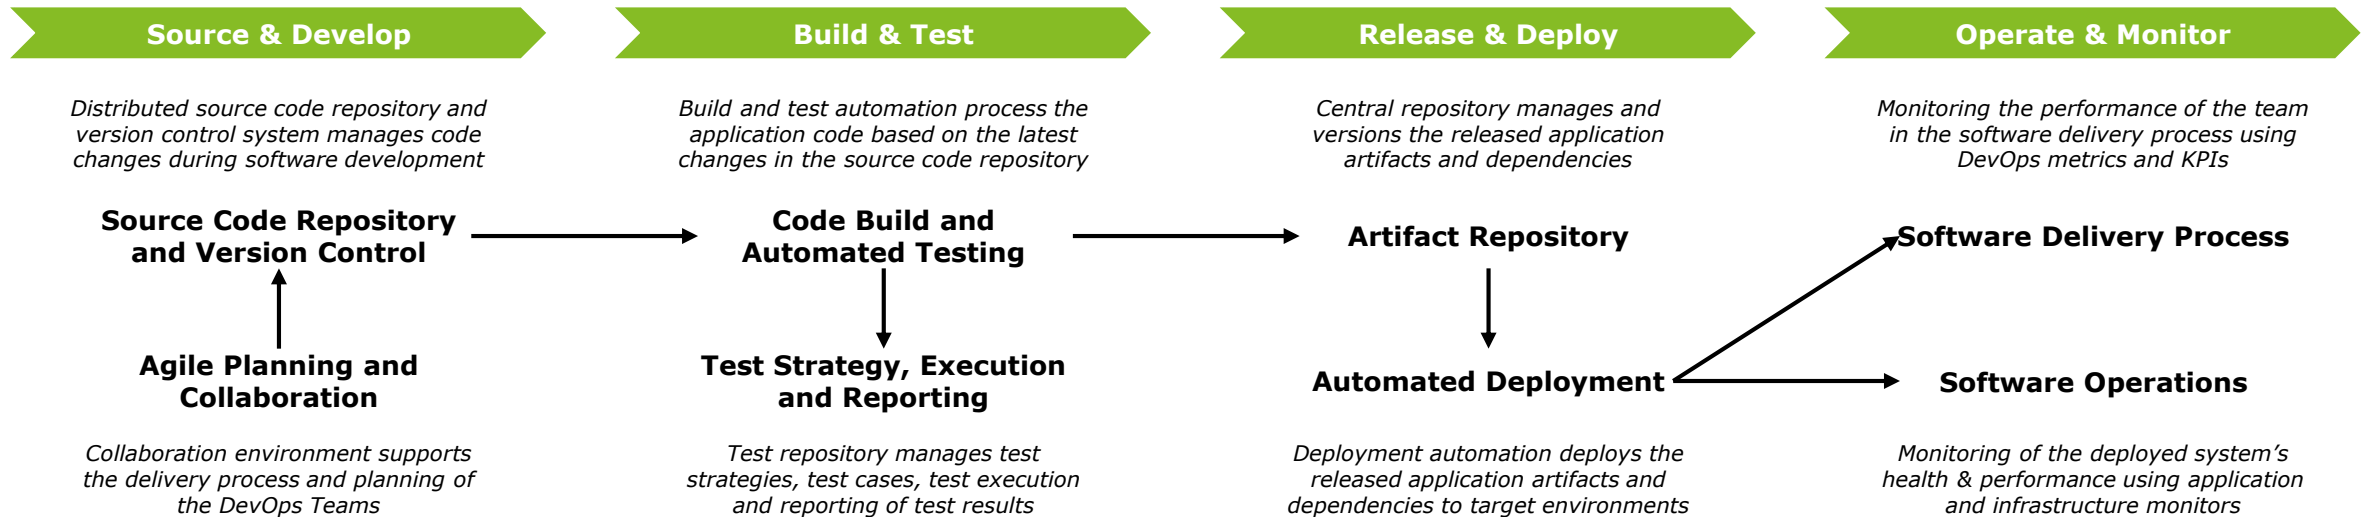 Source & Develop
Distributed source code repository and
version control system manages code
changes during software development
Source Code Repository
and Version Control
Agile Planning and
Collaboration
Collaboration environment supports
the delivery process and planning of
the DevOps Teams
Build & Test
Build and test automation process the
application code based on the latest
changes in the source code repository
Code Build and
Automated Testing
Test Strategy, Execution
and Reporting
Test repository manages test
strategies, test cases, test execution
and reporting of test results
Release & Deploy
Central repository manages and
versions the released application
artifacts and dependencies
Artifact Repository
Automated Deployment
Deployment automation deploys the
released application artifacts and
dependencies to target environments
Operate & Monitor
Monitoring the performance of the team
in the software delivery process using
DevOps metrics and KPIs
Software Delivery Process
Software Operations
Monitoring of the deployed system’s
health & performance using application
and infrastructure monitors